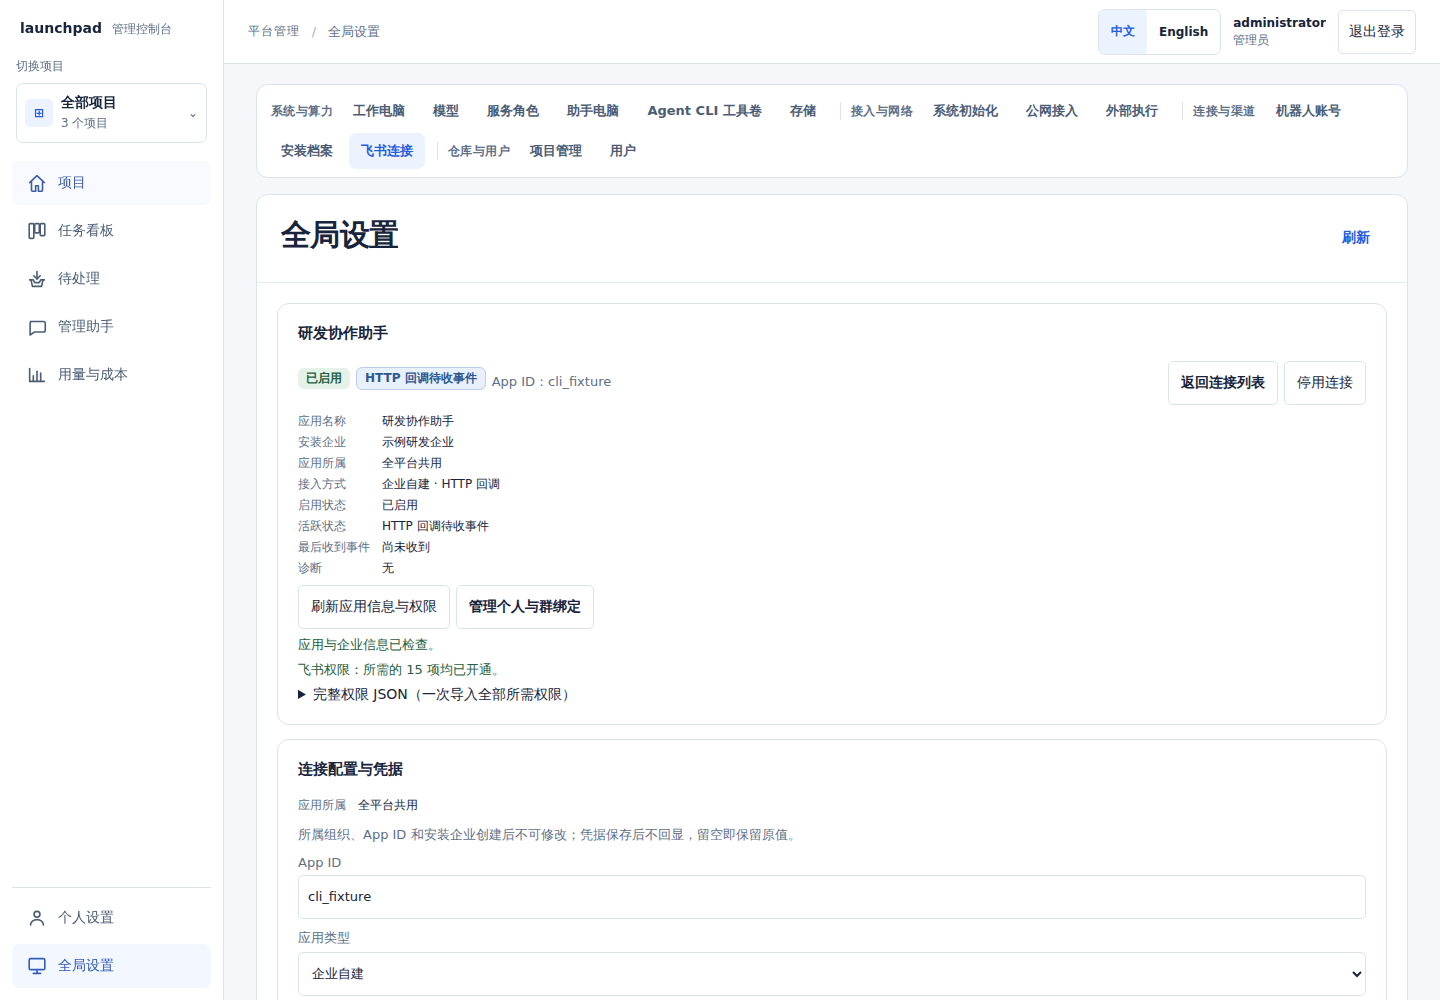 launchpad 管理控制台
切换项目
全部项目
3 个项目
项目
任务看板
待处理
管理助手
用量与成本
个人设置
全局设置
平台管理 / 全局设置
中文 English
administrator
管理员
退出登录
系统与算力 工作电脑 模型 服务角色 助手电脑 Agent CLI 工具卷 存储 接入与网络 系统初始化 公网接入 外部执行 连接与渠道 机器人账号
安装档案 飞书连接 仓库与用户 项目管理 用户
全局设置
刷新
研发协作助手
已启用 HTTP 回调待收事件 App ID：cli_fixture
返回连接列表 停用连接
应用名称 研发协作助手
安装企业 示例研发企业
应用所属 全平台共用
接入方式 企业自建 · HTTP 回调
启用状态 已启用
活跃状态 HTTP 回调待收事件
最后收到事件 尚未收到
诊断 无
刷新应用信息与权限 管理个人与群绑定
应用与企业信息已检查。
飞书权限：所需的 15 项均已开通。
完整权限 JSON（一次导入全部所需权限）
连接配置与凭据
应用所属 全平台共用
所属组织、App ID 和安装企业创建后不可修改；凭据保存后不回显，留空即保留原值。
App ID
cli_fixture
应用类型
企业自建